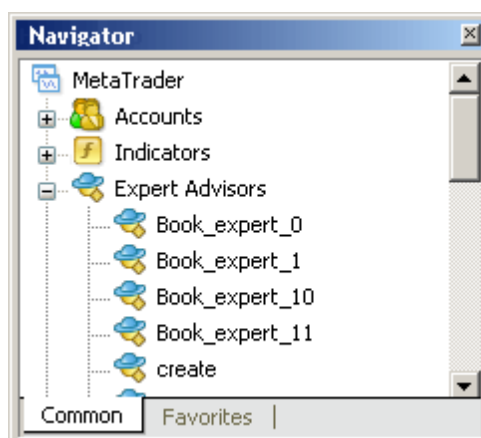 Navigator
MetaTrader
Accounts
Indicators
Expert Advisors
Book_expert_0
Book_expert_1
Book_expert_10
Book_expert_11
create
Common
Favorites